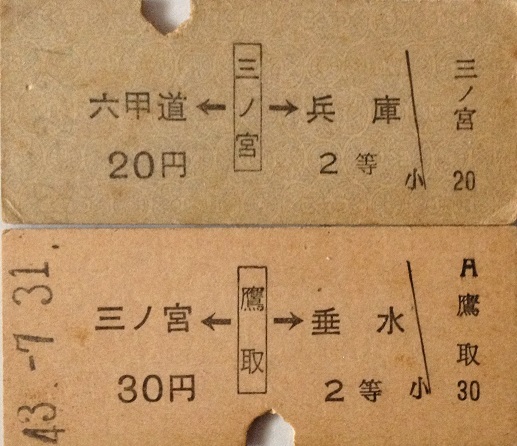 六甲道←三ノ宮→兵庫
20円
2等
小
三ノ宮
20
43.-7.31.
三ノ宮←鷹取→垂水
30円
2等
小
A
鷹取
30